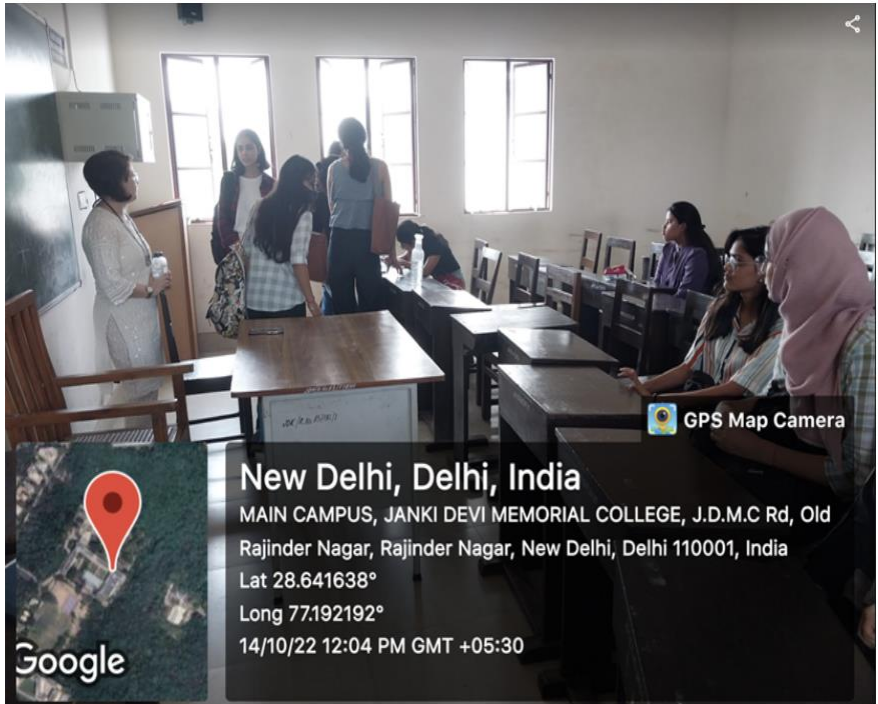 GPS Map Camera
New Delhi, Delhi, India
MAIN CAMPUS, JANKI DEVI MEMORIAL COLLEGE, J.D.M.C Rd, Old
Rajinder Nagar, Rajinder Nagar, New Delhi, Delhi 110001, India
Lat 28.641638°
Long 77.192192°
14/10/22 12:04 PM GMT +05:30
Google